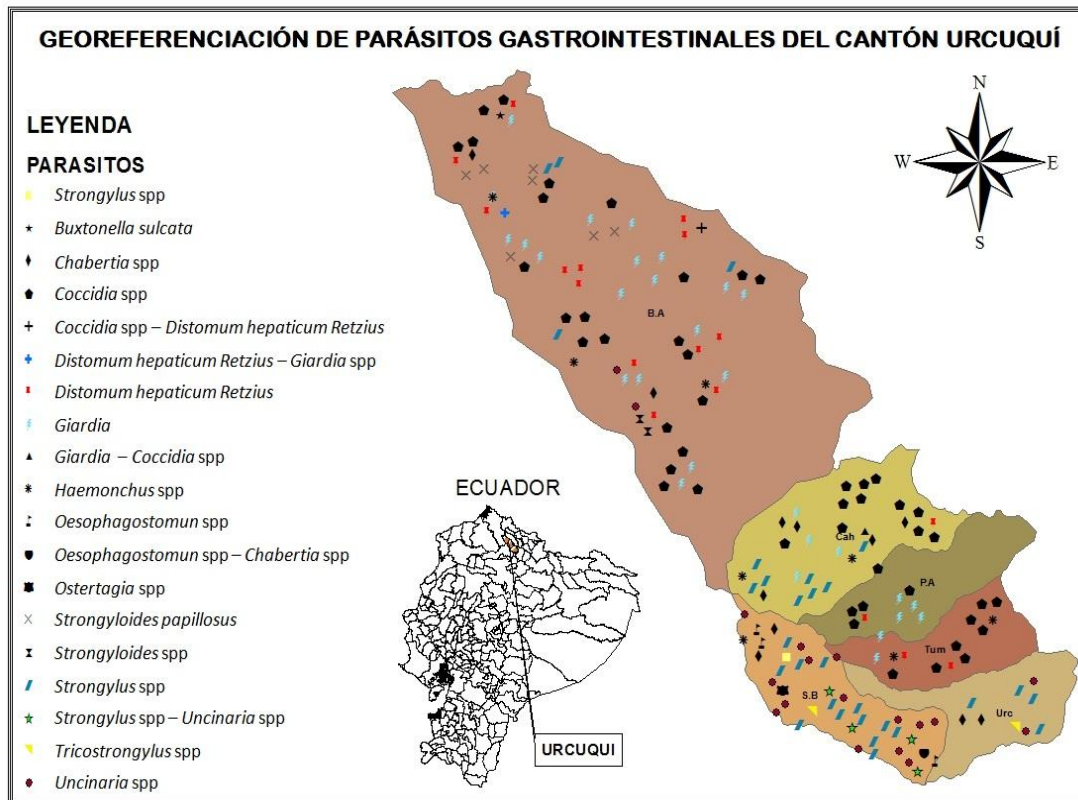 GEOREFERENCIACIÓN DE PARÁSITOS GASTROINTESTINALES DEL CANTÓN URCUQUÍ
LEYENDA
PARASITOS
Strongylus spp
Buxtonella sulcata
Chabertia spp
Coccidia spp
Coccidia spp – Distomum hepaticum Retzius
Distomum hepaticum Retzius – Giardia spp
Distomum hepaticum Retzius
Giardia
Giardia – Coccidia spp
Haemonchus spp
Oesophagostomun spp
Oesophagostomun spp – Chabertia spp
Ostertagia spp
Strongyloides papillosus
Strongyloides spp
Strongylus spp
Strongylus spp – Uncinaria spp
Tricostrongylus spp
Uncinaria spp
N
W
E
S
B.A
Cah
P.A
Tum
S.B
Urc
ECUADOR
URCUQUI